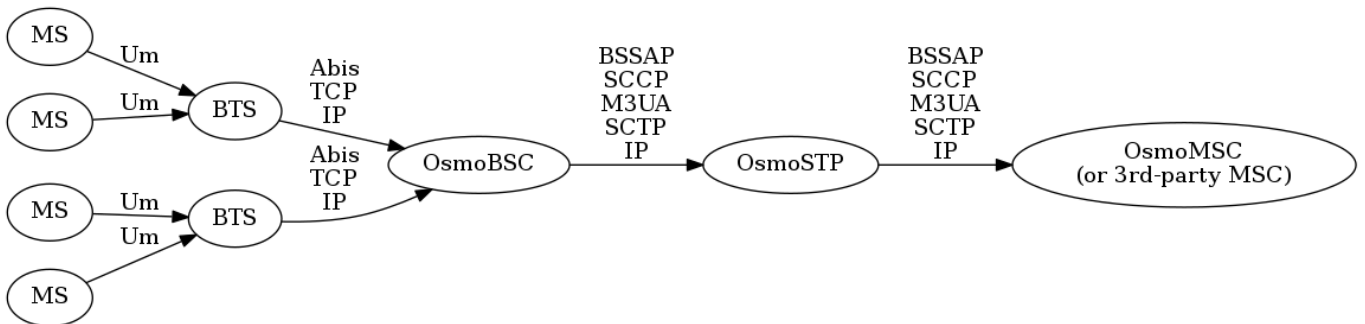 MS
Um
MS
Um
BTS
Abis
TCP
IP
MS
Um
MS
Um
BTS
Abis
TCP
IP
OsmoBSC
BSSAP
SCCP
M3UA
SCTP
IP
OsmoSTP
BSSAP
SCCP
M3UA
SCTP
IP
OsmoMSC
(or 3rd-party MSC)